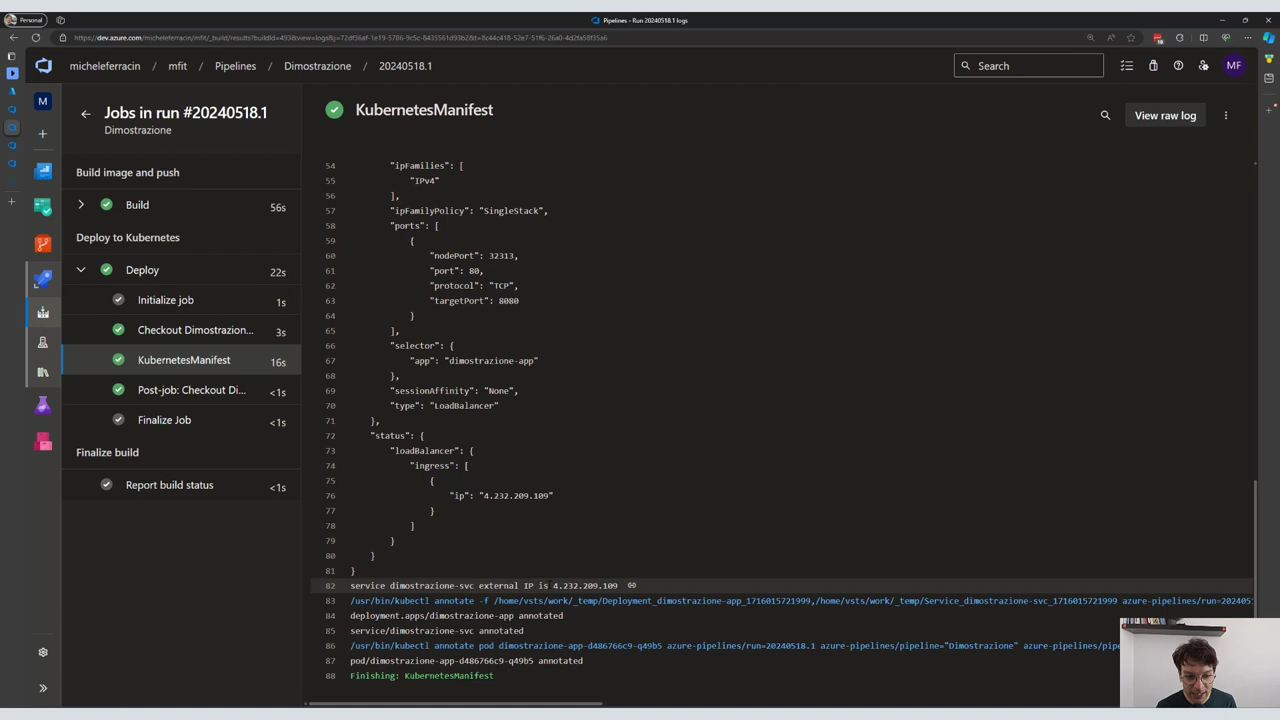 Personal
Pipelines - Run 20240518.1 logs
micheleferracin
mfit
Pipelines
Dimostrazione
20240518.1
Search
MF
M
Jobs in run #20240518.1
Dimostrazione
Build image and push
Build 56s
Deploy to Kubernetes
Deploy 22s
Initialize job 1s
Checkout Dimostrazion... 3s
KubernetesManifest 16s
Post-job: Checkout Di... <1s
Finalize Job <1s
Finalize build
Report build status <1s
KubernetesManifest
View raw log
54 "ipFamilies": [
55 "IPv4"
56 ],
57 "ipFamilyPolicy": "SingleStack",
58 "ports": [
59 {
60 "nodePort": 32313,
61 "port": 80,
62 "protocol": "TCP",
63 "targetPort": 8080
64 }
65 ],
66 "selector": {
67 "app": "dimostrazione-app"
68 },
69 "sessionAffinity": "None",
70 "type": "LoadBalancer"
71 },
72 "status": {
73 "loadBalancer": {
74 "ingress": [
75 {
76 "ip": "4.232.209.109"
77 }
78 ]
79 }
80 }
81 }
82 service dimostrazione-svc external IP is 4.232.209.109
83 /usr/bin/kubectl annotate -f /home/vsts/work/_temp/Deployment_dimostrazione-app_1716015721999,/home/vsts/work/_temp/Service_dimostrazione-svc_1716015721999 azure-pipelines/run=202405
84 deployment.apps/dimostrazione-app annotated
85 service/dimostrazione-svc annotated
86 /usr/bin/kubectl annotate pod dimostrazione-app-d486766c9-q49b5 azure-pipelines/run=20240518.1 azure-pipelines/pipeline="Dimostrazione" azure-pipelines/pip
87 pod/dimostrazione-app-d486766c9-q49b5 annotated
88 Finishing: KubernetesManifest